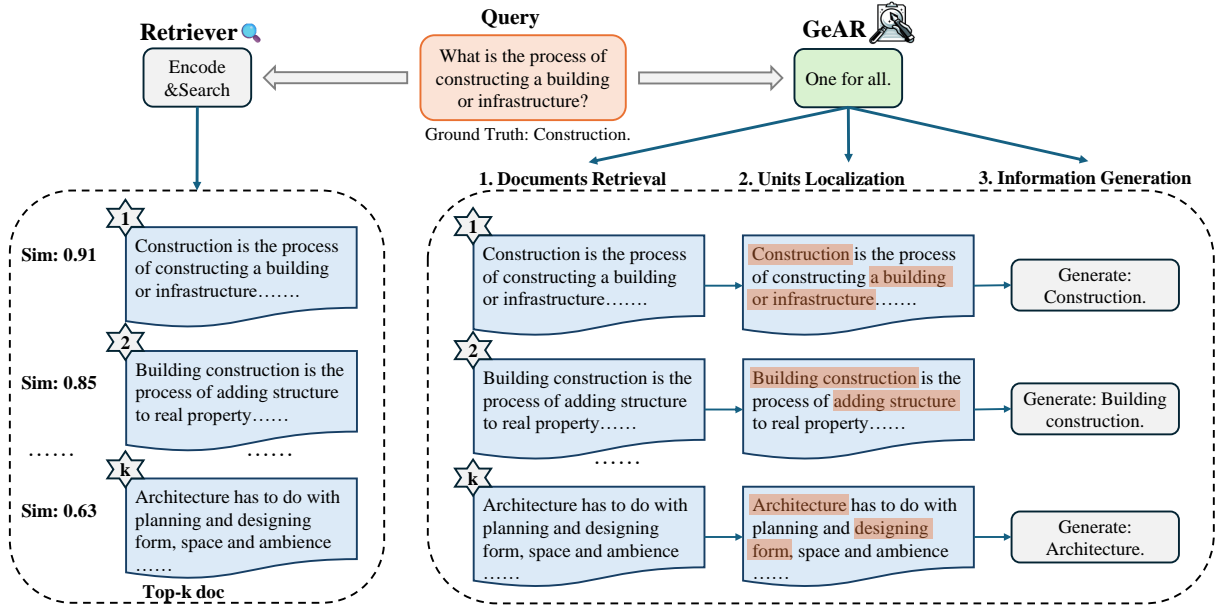 Query
Retriever
GeAR
Encode
&Search
What is the process of
constructing a building
or infrastructure?
One for all.
Ground Truth: Construction.
1. Documents Retrieval
2. Units Localization
3. Information Generation
Sim: 0.91
1
Construction is the process
of constructing a building
or infrastructure…….
Sim: 0.85
2
Building construction is the
process of adding structure
to real property……
……
……
Sim: 0.63
k
Architecture has to do with
planning and designing
form, space and ambience
……
Top-k doc
1
Construction is the process
of constructing a building
or infrastructure…….
Construction is the process
of constructing a building
or infrastructure…….
Generate:
Construction.
2
Building construction is the
process of adding structure
to real property……
Building construction is the
process of adding structure
to real property……
Generate: Building
construction.
……
k
Architecture has to do with
planning and designing
form, space and ambience
……
Architecture has to do with
planning and designing
form, space and ambience
……
Generate:
Architecture.